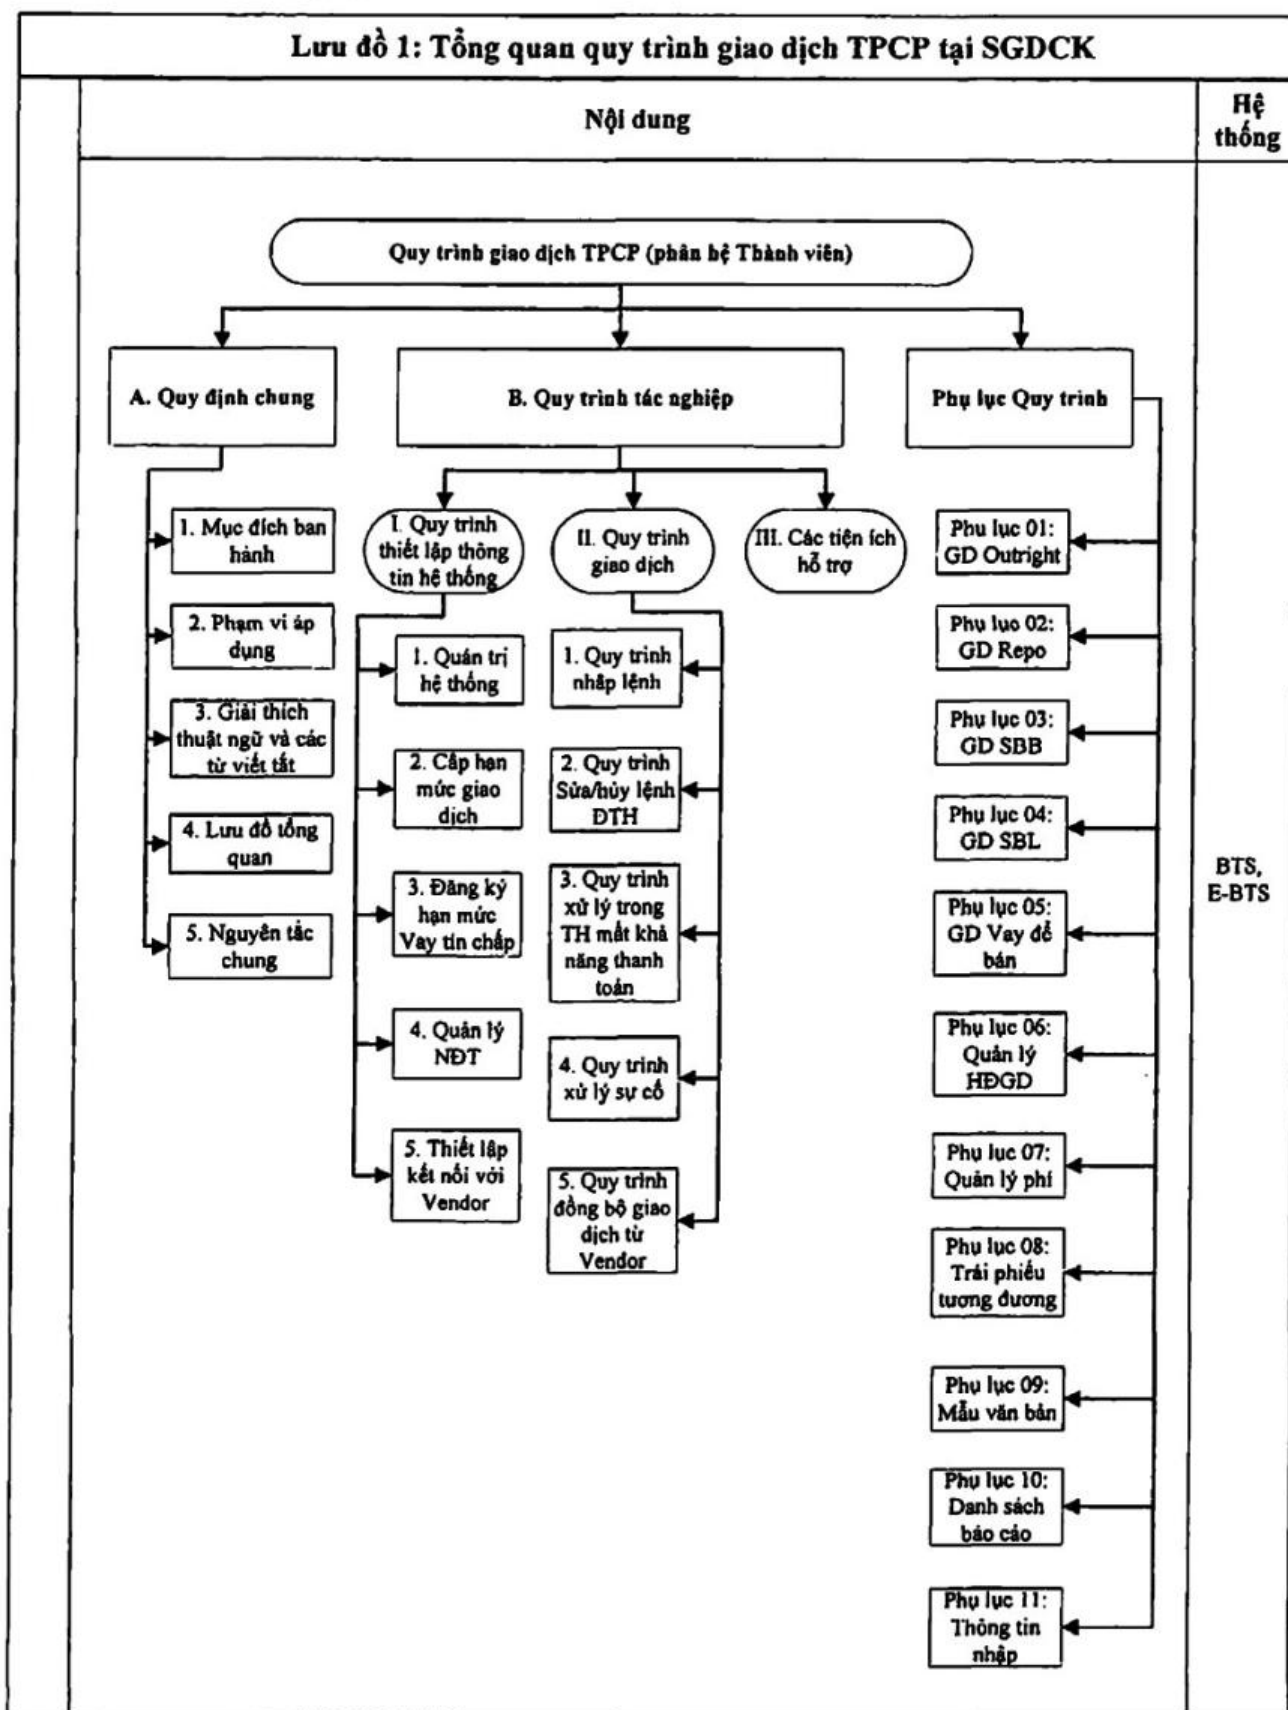 Lưu đồ 1: Tổng quan quy trình giao dịch TPCP tại SGDCK
Nội dung
Hệ
thống
Quy trình giao dịch TPCP (phân hệ Thành viên)
A. Quy định chung
B. Quy trình tác nghiệp
Phụ lục Quy trình
1. Mục đích ban
hành
2. Phạm vi áp
dụng
3. Giải thích
thuật ngữ và các
từ viết tắt
4. Lưu đồ tổng
quan
5. Nguyên tắc
chung
I. Quy trình
thiết lập thông
tin hệ thống
1. Quản trị
hệ thống
2. Cấp hạn
mức giao
dịch
3. Đăng ký
hạn mức
Vay tín chấp
4. Quản lý
NĐT
5. Thiết lập
kết nối với
Vendor
II. Quy trình
giao dịch
1. Quy trình
nhập lệnh
2. Quy trình
Sửa/hủy lệnh
ĐTH
3. Quy trình
xử lý trong
TH mất khả
năng thanh
toán
4. Quy trình
xử lý sự cố
5. Quy trình
đồng bộ giao
dịch từ
Vendor
III. Các tiện ích
hỗ trợ
Phụ lục 01:
GD Outright
Phụ lục 02:
GD Repo
Phụ lục 03:
GD SBB
Phụ lục 04:
GD SBL
Phụ lục 05:
GD Vay để
bán
Phụ lục 06:
Quản lý
HĐGD
Phụ lục 07:
Quản lý phí
Phụ lục 08:
Trái phiếu
tương đương
Phụ lục 09:
Mẫu văn bản
Phụ lục 10:
Danh sách
báo cáo
Phụ lục 11:
Thông tin
nhập
BTS,
E-BTS